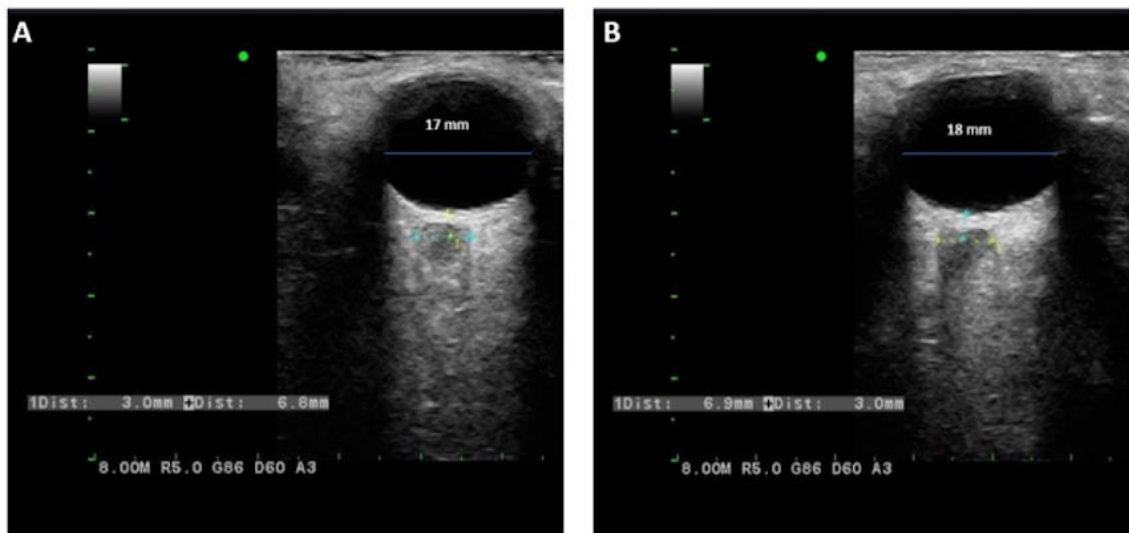 A
17 mm
1Dist: 3.0mm +Dist: 6.8mm
8.00M R5.0 G86 D60 A3
B
18 mm
1Dist: 6.9mm +Dist: 3.0mm
8.00M R5.0 G86 D60 A3